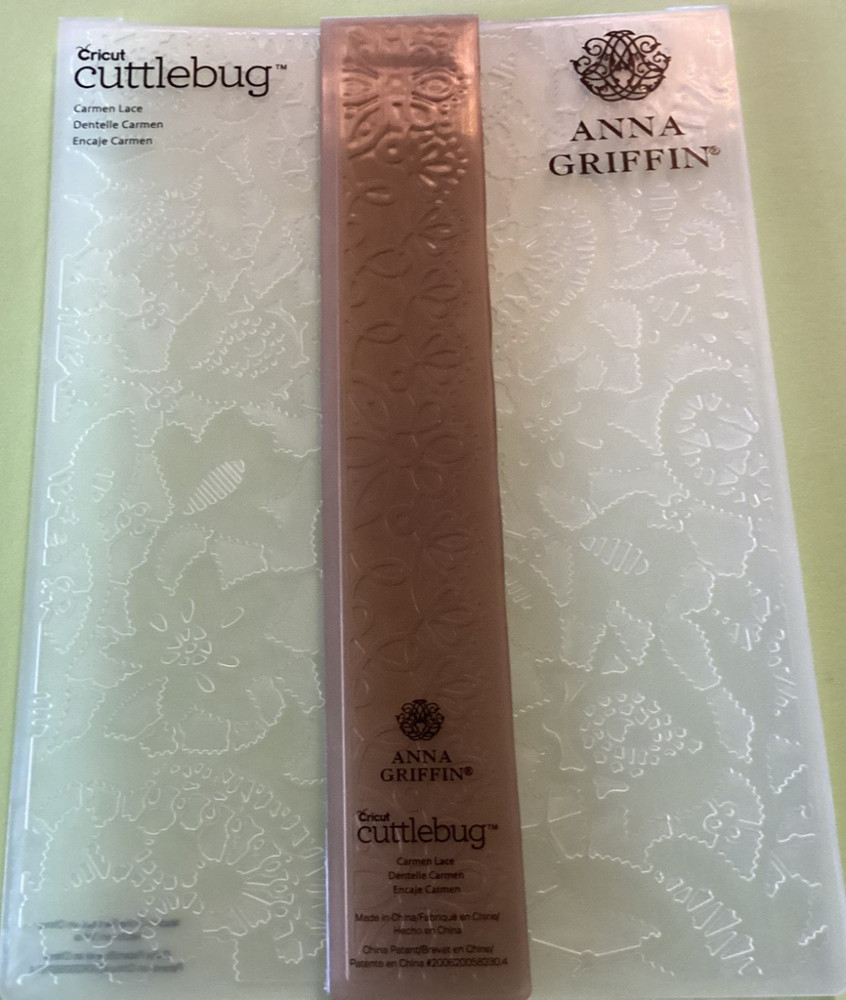 Cricut
cuttlebug™
Carmen Lace
Dentelle Carmen
Encaje Carmen
ANNA
GRIFFIN®
ANNA
GRIFFIN®
Cricut
cuttlebug™
Carmen Lace
Dentelle Carmen
Encaje Carmen
Made in China/Fabriqué en Chine/
Hecho en China
China Patent/Brevet en Chine/
Patente en China